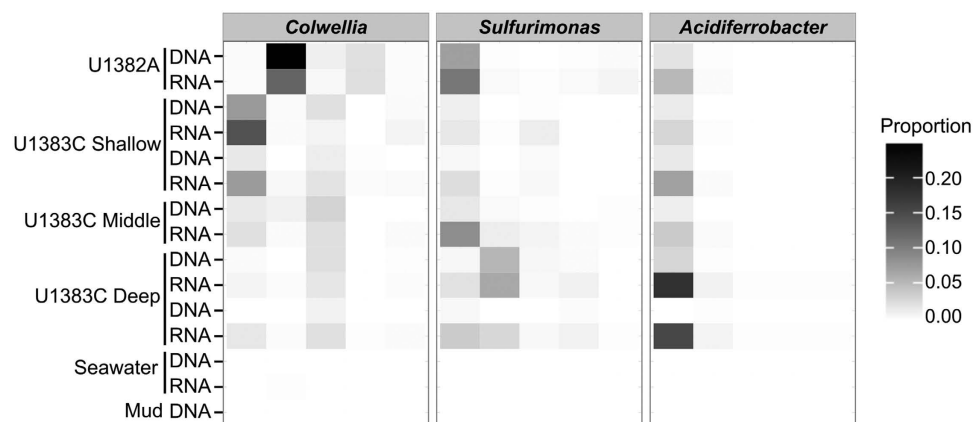 Colwellia Sulfurimonas Acidiferrobacter
U1382A DNA
RNA
U1383C Shallow DNA
RNA
DNA
RNA
U1383C Middle DNA
RNA
U1383C Deep DNA
RNA
DNA
RNA
Seawater DNA
RNA
Mud DNA
Proportion
0.20
0.15
0.10
0.05
0.00